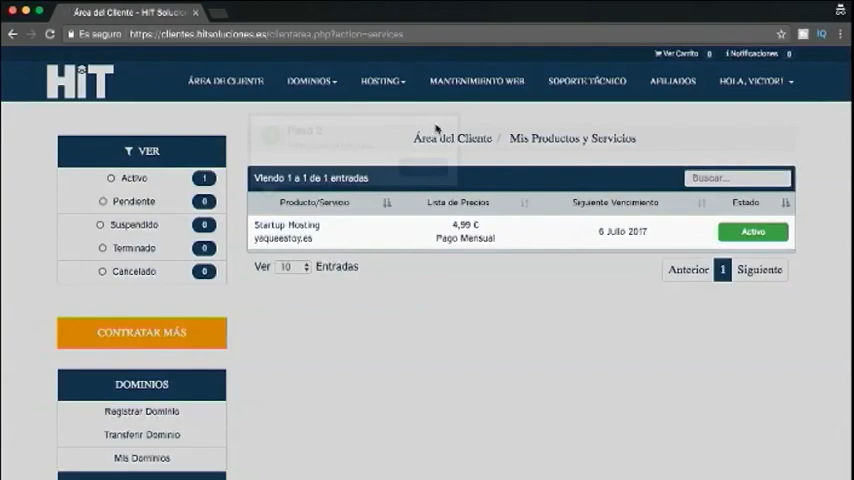 Área del Cliente - HIT Solucio
Es seguro https://clientes.hitsoluciones.es/clientarea.php?action=services
Ver Carrito 0 Notificaciones 0
HiT
ÁREA DE CLIENTE DOMINIOS HOSTING MANTENIMIENTO WEB SOPORTE TÉCNICO AFILIADOS HOLA, VICTOR!
Paso 2
Área del Cliente / Mis Productos y Servicios
VER
Activo 1
Pendiente 0
Suspendido 0
Terminado 0
Cancelado 0
Viendo 1 a 1 de 1 entradas Buscar...
Producto/Servicio Lista de Precios Siguiente Vencimiento Estado
Startup Hosting
yaqueestoy.es
4,99 €
Pago Mensual
6 Julio 2017
Activo
Ver 10 Entradas
Anterior 1 Siguiente
CONTRATAR MÁS
DOMINIOS
Registrar Dominio
Transferir Dominio
Mis Dominios